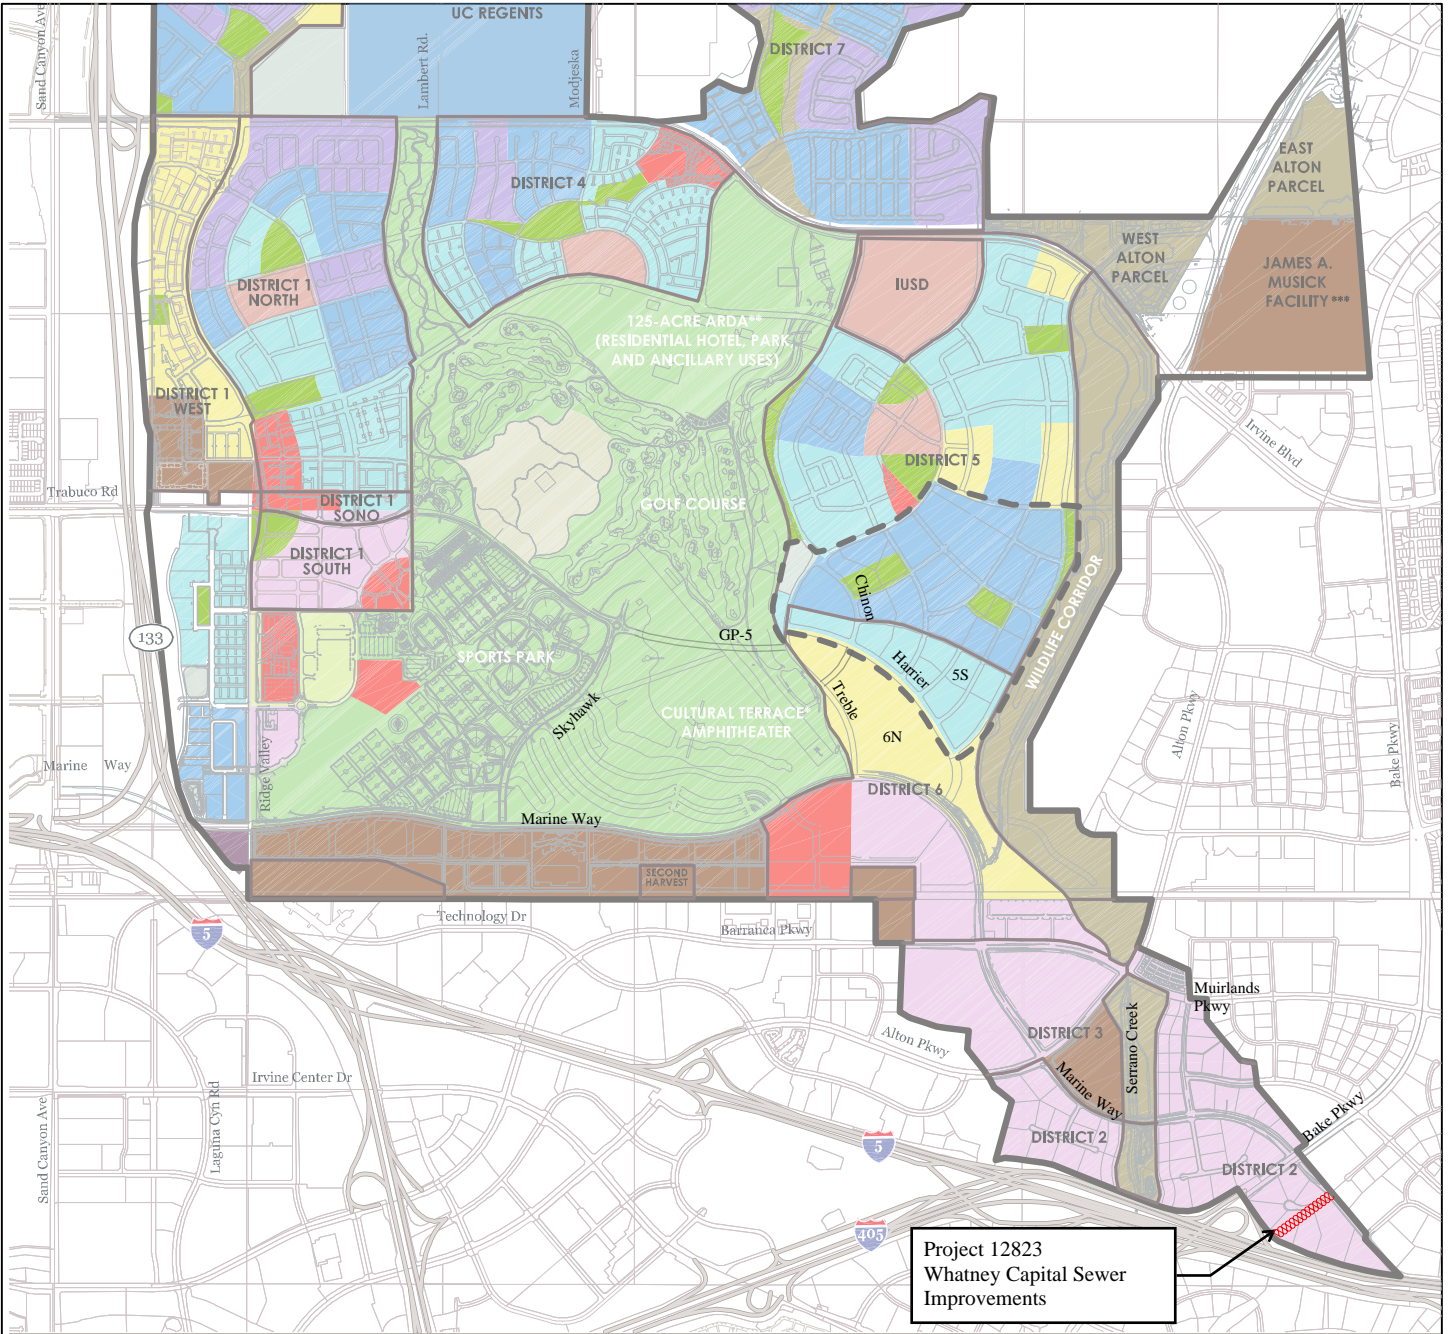 UC REGENTS
Sand Canyon Ave
Lambert Rd.
Modjeska
DISTRICT 7
EAST
ALTON
PARCEL
DISTRICT 4
WEST
ALTON
PARCEL
JAMES A.
MUSICK
FACILITY ***
DISTRICT 1
NORTH
IUSD
125-ACRE ARDA**
(RESIDENTIAL HOTEL, PARK
AND ANCILLARY USES)
DISTRICT 1
WEST
Irvine Blvd
DISTRICT 5
Trabuco Rd
DISTRICT 1
SONO
GOLF COURSE
DISTRICT 1
SOUTH
Chinon
WILDLIFE CORRIDOR
133
GP-5
SPORTS PARK
Harrier
5S
Treble
Skyhawk
CULTURAL TERRACE*
AMPHITHEATER
6N
Alton Pkwy
Bake Pkwy
Marine Way
Ridge Valley
DISTRICT 6
Marine Way
SECOND
HARVEST
Technology Dr
Barranca Pkwy
5
Muirlands
Pkwy
Alton Pkwy
DISTRICT 3
Serrano Creek
Irvine Center Dr
Marine Way
Laguna Cyn Rd
Sand Canyon Ave
5
DISTRICT 2
Bake Pkwy
DISTRICT 2
405
Project 12823
Whatney Capital Sewer
Improvements